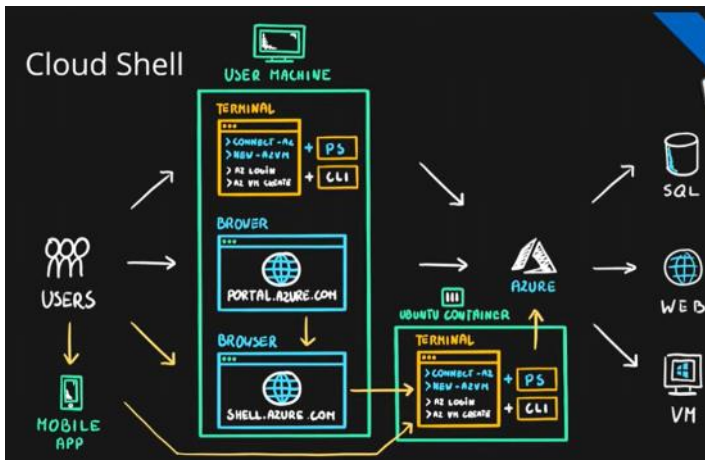 Cloud Shell
USER MACHINE
TERMINAL
>CONNECT-AZ
>NEW-AZVM
>AZ LOGIN
>AZ VM CREATE
+ PS
+ CLI
BROWER
PORTAL.AZURE.COM
BROWSER
SHELL.AZURE.COM
USERS
MOBILE
APP
AZURE
UBUNTU CONTAINER
TERMINAL
>CONNECT-AZ
>NEW-AZVM
>AZ LOGIN
>AZ VM CREATE
+ PS
+ CLI
SQL
WEB
VM